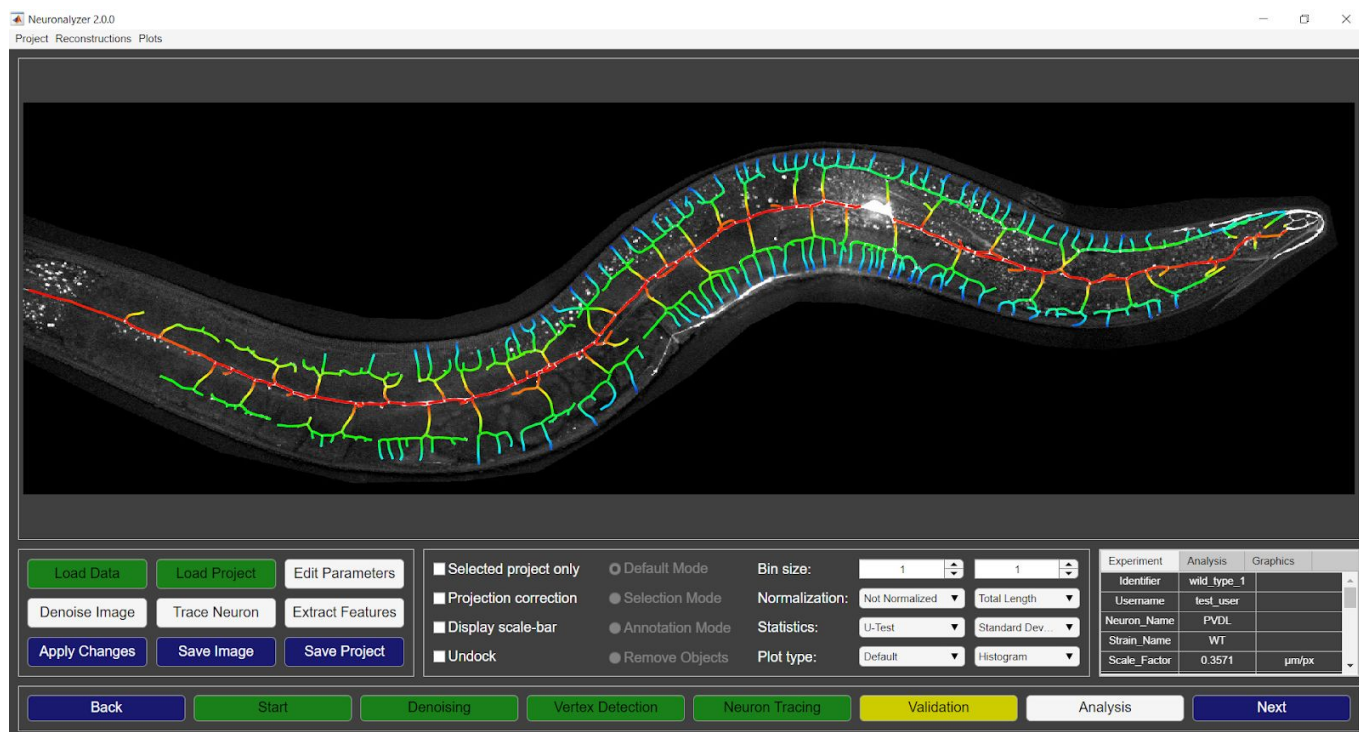 Neuronalyzer 2.0.0
Project Reconstructions Plots
Load Data Load Project Edit Parameters
Denoise Image Trace Neuron Extract Features
Apply Changes Save Image Save Project
Selected project only Default Mode Bin size: 1 1
Projection correction Selection Mode Normalization: Not Normalized Total Length
Display scale-bar Annotation Mode Statistics: U-Test Standard Dev...
Undock Remove Objects Plot type: Default Histogram
Experiment Analysis Graphics
Identifier wild_type_1
Username test_user
Neuron_Name PVDL
Strain_Name WT
Scale_Factor 0.3571 µm/px
Back Start Denoising Vertex Detection Neuron Tracing Validation Analysis Next